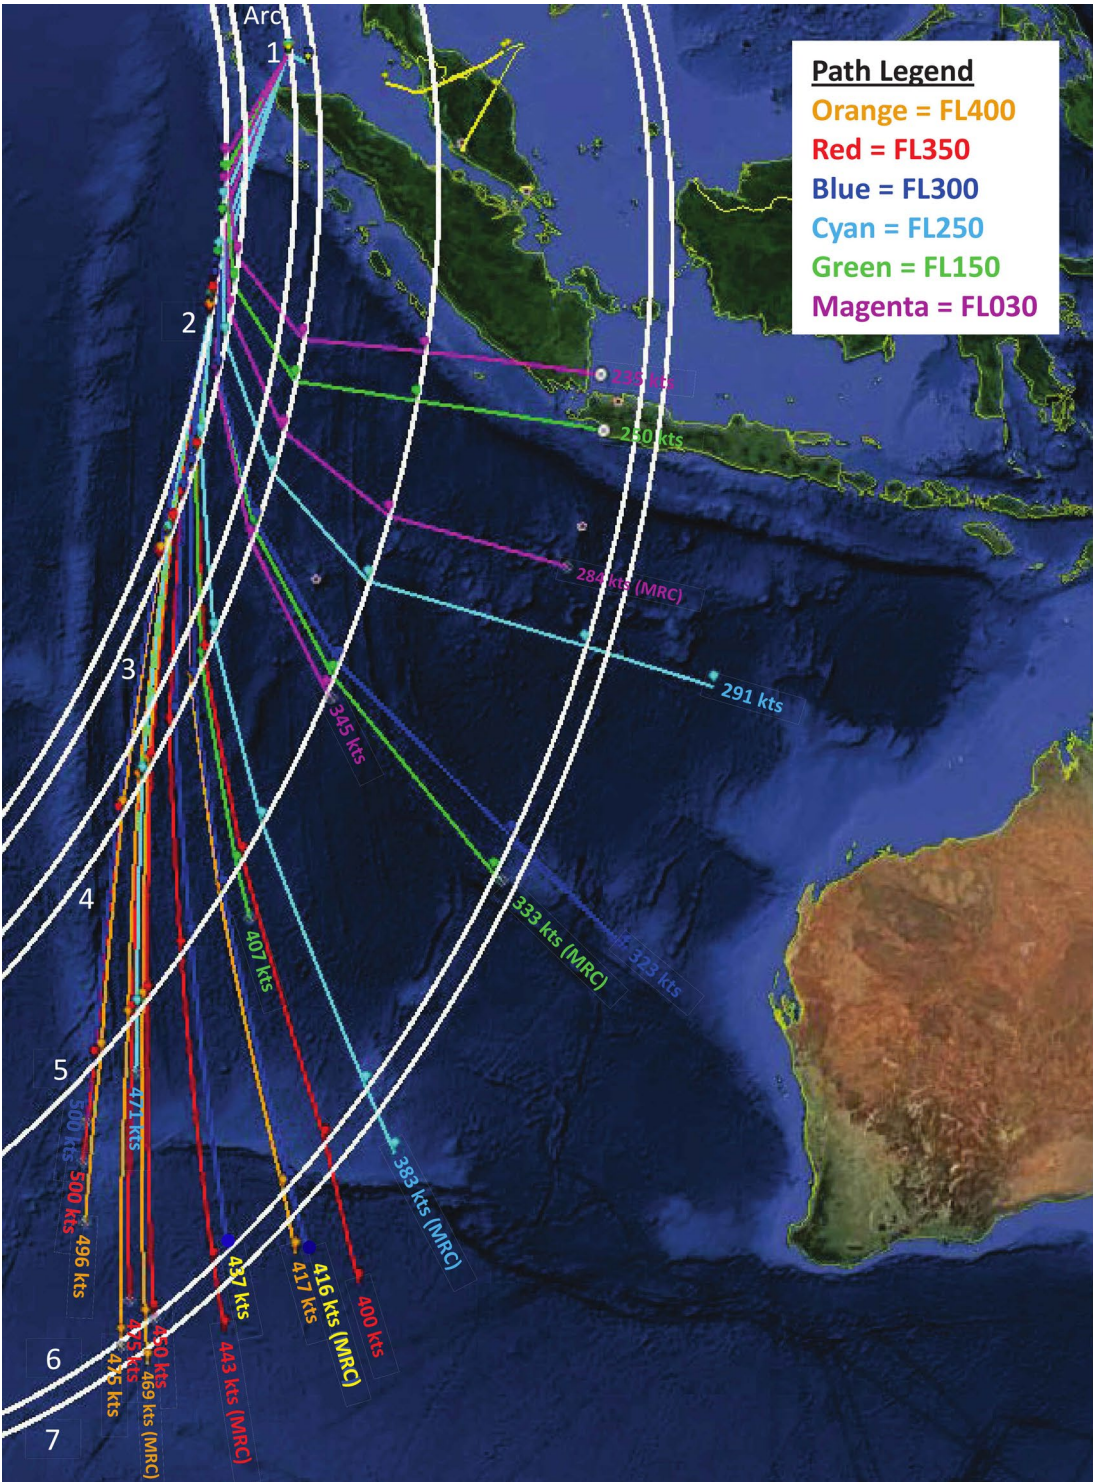 Arc
1
Path Legend
Orange = FL400
Red = FL350
Blue = FL300
Cyan = FL250
Green = FL150
Magenta = FL030
2
235 kts
250 kts
284 kts (MRC)
3
291 kts
345 kts
4
333 kts (MRC)
323 kts
407 kts
5
500 kts
471 kts
500 kts
383 kts (MRC)
496 kts
437 kts
417 kts
416 kts (MRC)
400 kts
6
475 kts
475 kts
450 kts
469 kts (MRC)
443 kts (MRC)
7